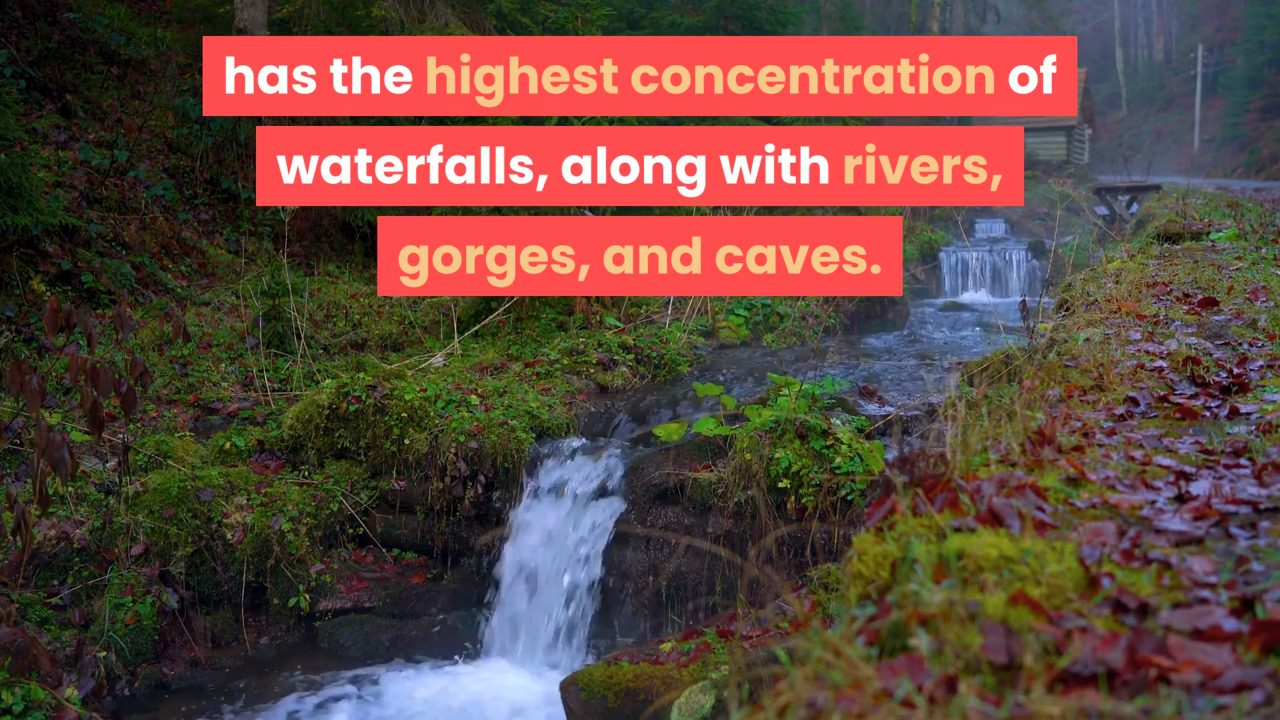 has the highest concentration of
waterfalls, along with rivers,
gorges, and caves.